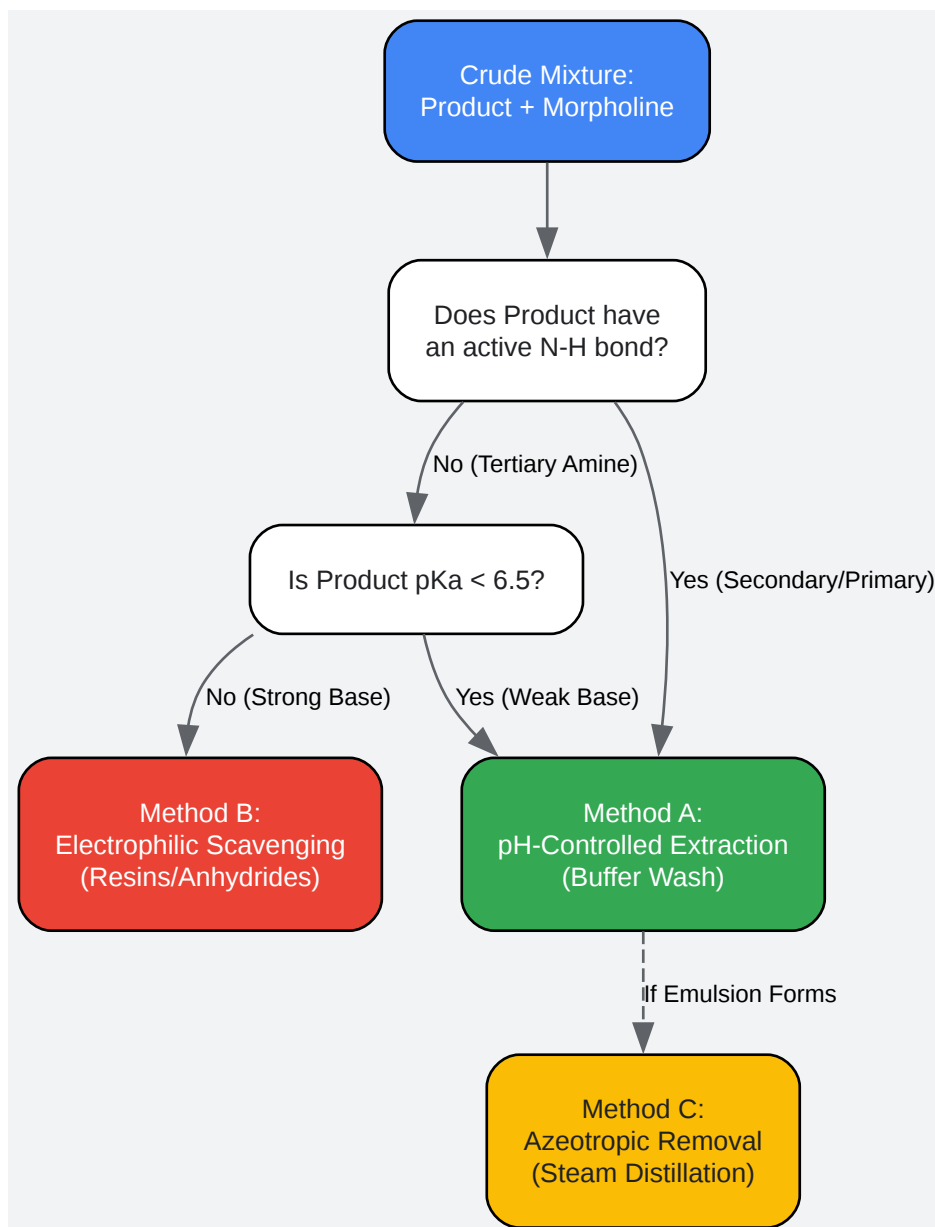 Crude Mixture:
Product + Morpholine
Does Product have
an active N-H bond?
No (Tertiary Amine)
Yes (Secondary/Primary)
Is Product pKa < 6.5?
No (Strong Base)
Yes (Weak Base)
Method B:
Electrophilic Scavenging
(Resins/Anhydrides)
Method A:
pH-Controlled Extraction
(Buffer Wash)
If Emulsion Forms
Method C:
Azeotropic Removal
(Steam Distillation)